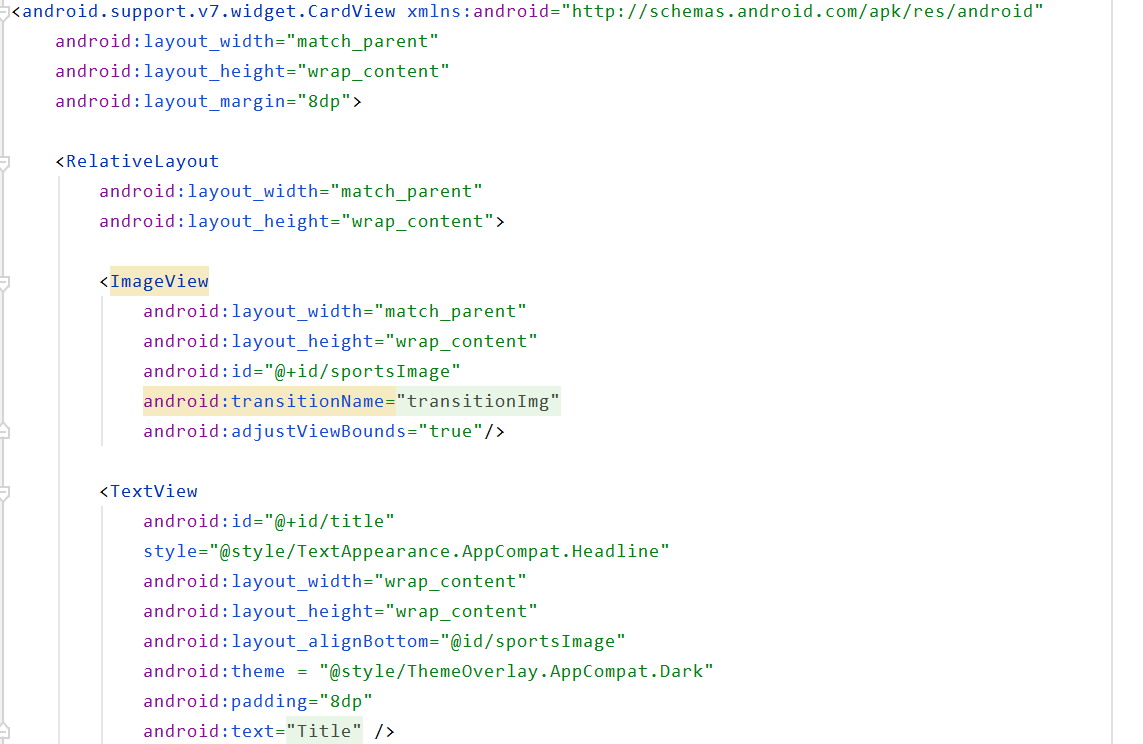 <android.support.v7.widget.CardView xmlns:android="http://schemas.android.com/apk/res/android"
    android:layout_width="match_parent"
    android:layout_height="wrap_content"
    android:layout_margin="8dp">

    <RelativeLayout
        android:layout_width="match_parent"
        android:layout_height="wrap_content">

        <ImageView
            android:layout_width="match_parent"
            android:layout_height="wrap_content"
            android:id="@+id/sportsImage"
            android:transitionName="transitionImg"
            android:adjustViewBounds="true"/>

        <TextView
            android:id="@+id/title"
            style="@style/TextAppearance.AppCompat.Headline"
            android:layout_width="wrap_content"
            android:layout_height="wrap_content"
            android:layout_alignBottom="@id/sportsImage"
            android:theme = "@style/ThemeOverlay.AppCompat.Dark"
            android:padding="8dp"
            android:text="Title" />